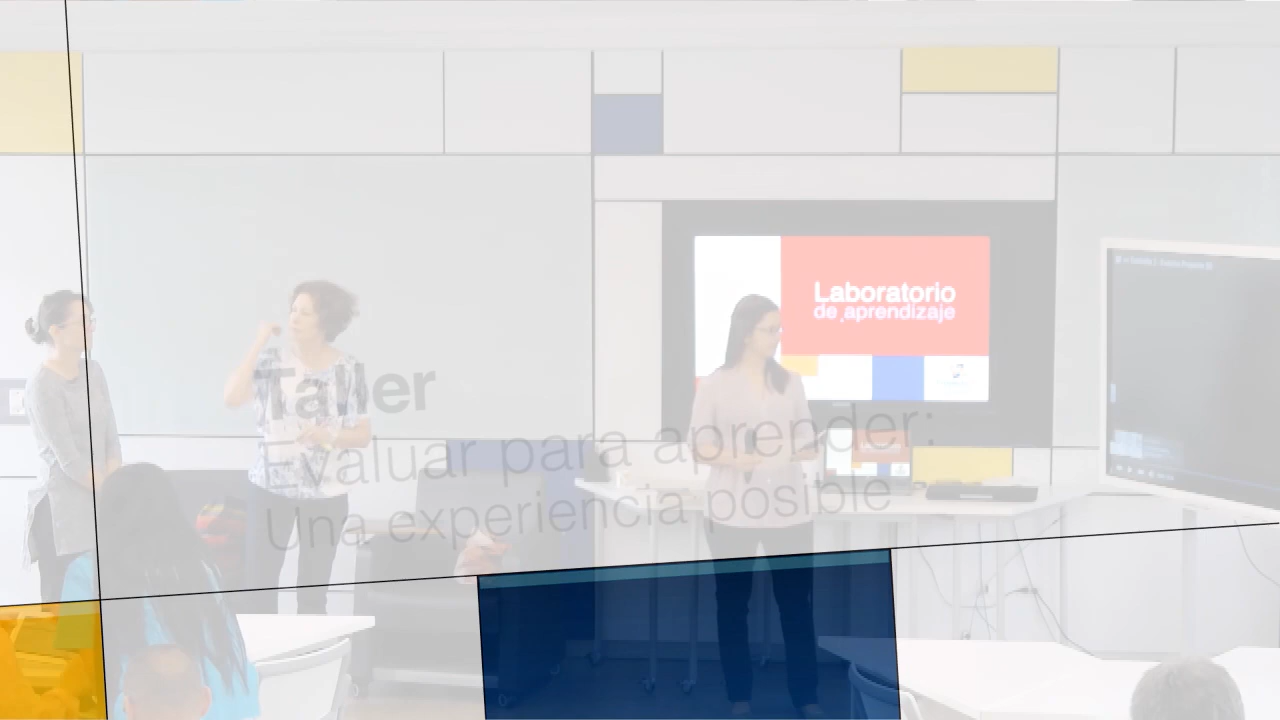 Laboratorio
de aprendizaje
Taller
Evaluar para aprender:
Una experiencia posible